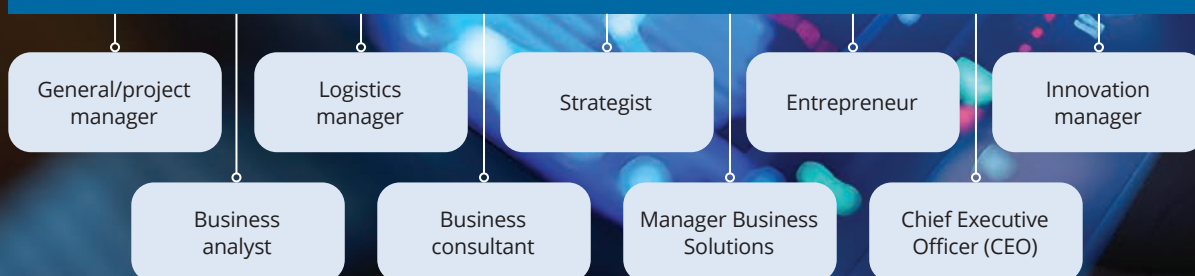 General/project
manager
Logistics
manager
Strategist
Entrepreneur
Innovation
manager
Business
analyst
Business
consultant
Manager Business
Solutions
Chief Executive
Officer (CEO)